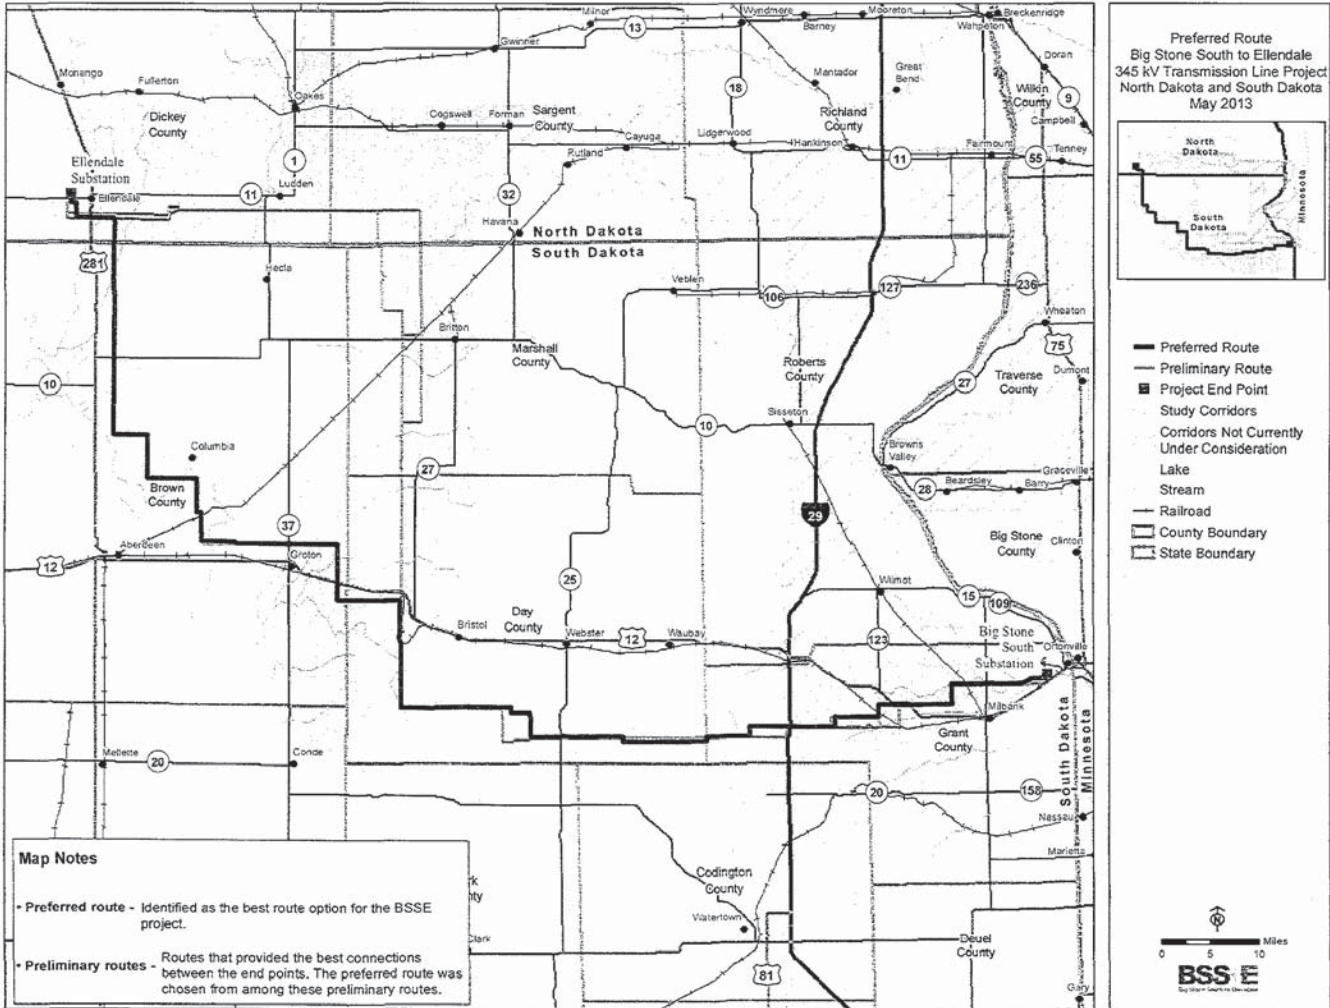 Preferred Route
Big Stone South to Ellendale
345 kV Transmission Line Project
North Dakota and South Dakota
May 2013
North
Dakota
South
Dakota
Minnesota
Preferred Route
Preliminary Route
Project End Point
Study Corridors
Corridors Not Currently
Under Consideration
Lake
Stream
Railroad
County Boundary
State Boundary
Miles
0 5 10
BSSE
Milnor
13
Wyndmere
Barney
Mooreton
Wahpeton
Breckenridge
Gwinner
Doran
Monango
Fullerton
Mantador
Great
Bend
18
Wilkin
County
9
Oakes
Dickey
County
Cogswell
Forman
Sargent
County
Richland
County
Campbell
Cayuga
Lidgerwood
Hankinson
11
Fairmount
55
Tenney
1
Rutland
Ellendale
Substation
Ellendale
11
Ludden
32
Havana
North Dakota
South Dakota
281
Hecla
Veblen
106
127
236
Wheaton
Britton
75
Marshall
County
Roberts
County
Traverse
County
Dumont
10
27
Sisseton
10
Columbia
Browns
Valley
Graceville
27
28
Beardsley
Barry
Brown
County
29
37
Big Stone
County
Clinton
Aberdeen
12
Groton
25
Wilmot
15
109
Day
County
Bristol
Webster
12
Waubay
123
Big Stone
South
Substation
Ortonville
Milbank
Grant
County
South Dakota
Minnesota
Mellette
20
Conde
20
158
Nassau
Marietta
Codington
County
Watertown
Clark
Deuel
County
81
Gary
Map Notes
• Preferred route - Identified as the best route option for the BSSE
project.
• Preliminary routes - Routes that provided the best connections
between the end points. The preferred route was
chosen from among these preliminary routes.